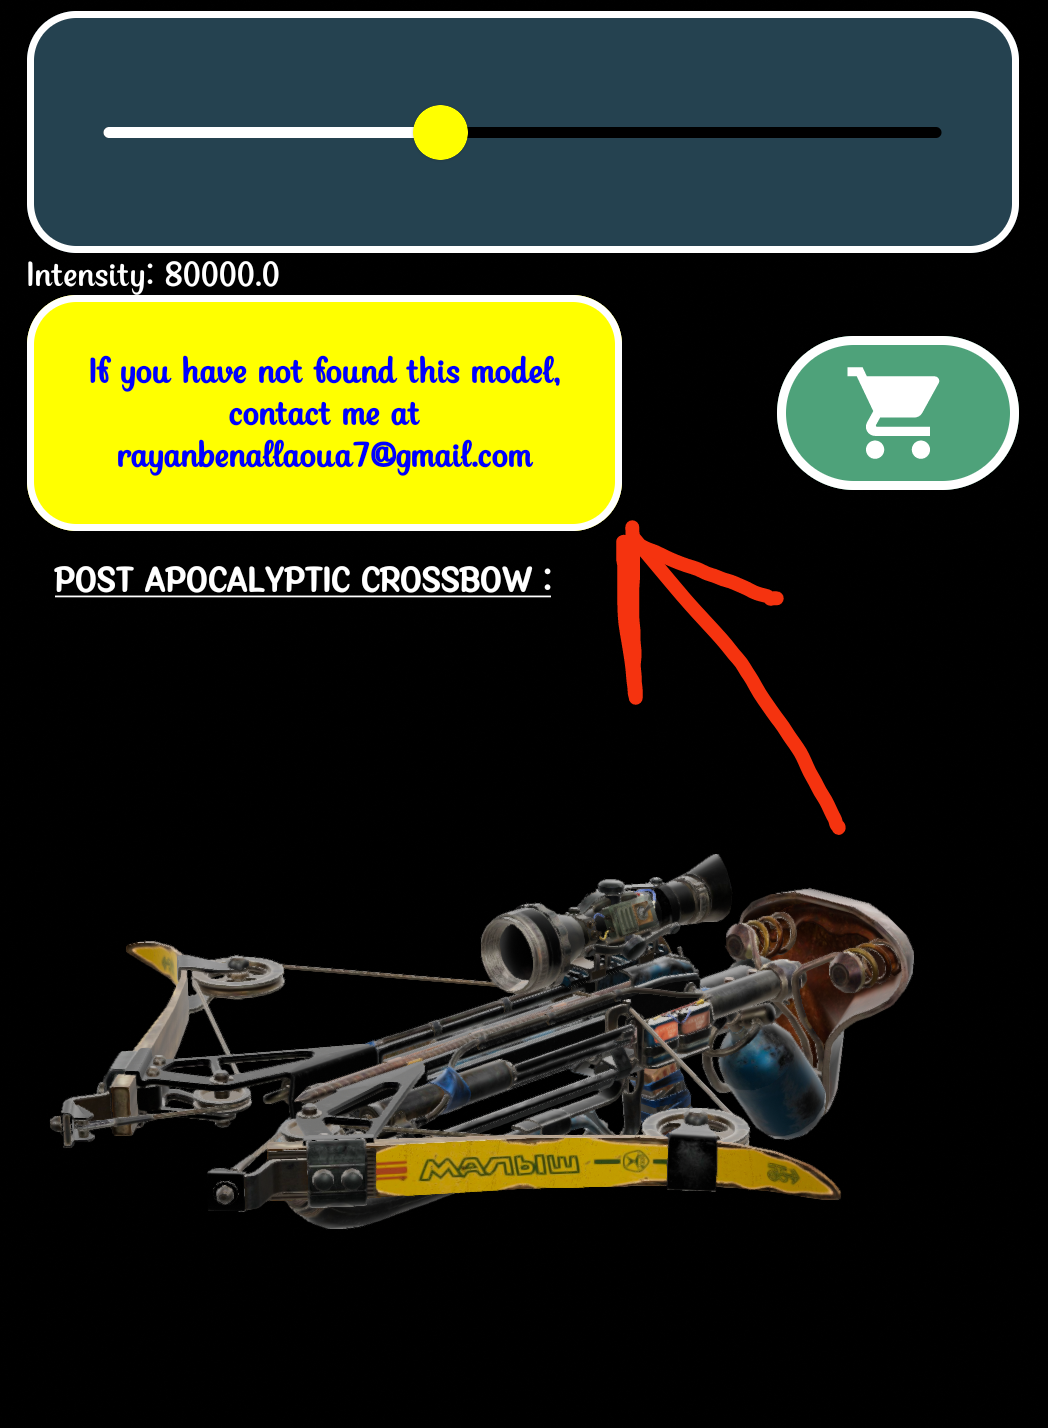 Intensity: 80000.0
If you have not found this model,
contact me at
rayanbenallaoua7@gmail.com
POST APOCALYPTIC CROSSBOW :
МАЛЫШ